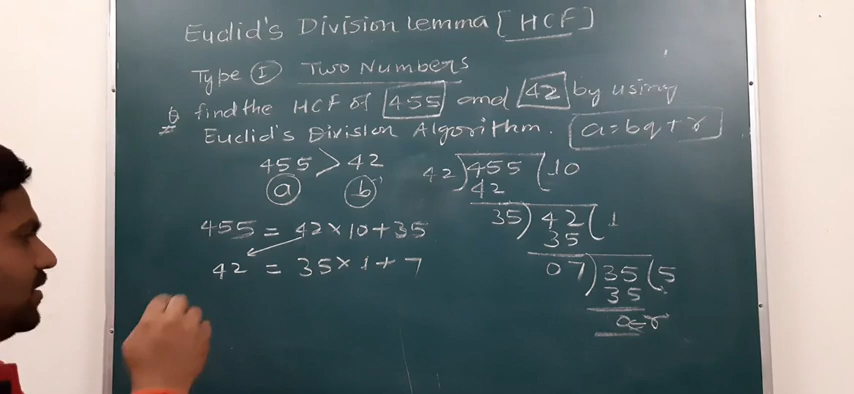 Euclid's Division Lemma [HCF]
Type I Two Numbers
Q find the HCF of 455 and 42 by using
Euclid's Division Algorithm. a=bq+r
455 > 42
a b
455 = 42×10+35
42 = 35×1+7
42) 455 (10
42
35) 42 (1
35
07) 35 (5
35
0←r